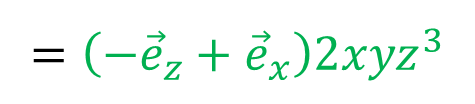 = (−e⃗_z + e⃗_x)2xyz³